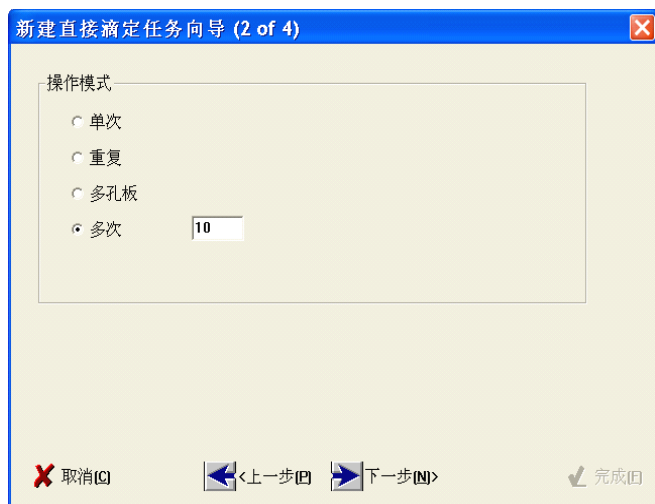 新建直接滴定任务向导 (2 of 4)
操作模式
单次
重复
多孔板
多次 10
取消(C) <上一步(P) 下一步(N)> 完成(F)